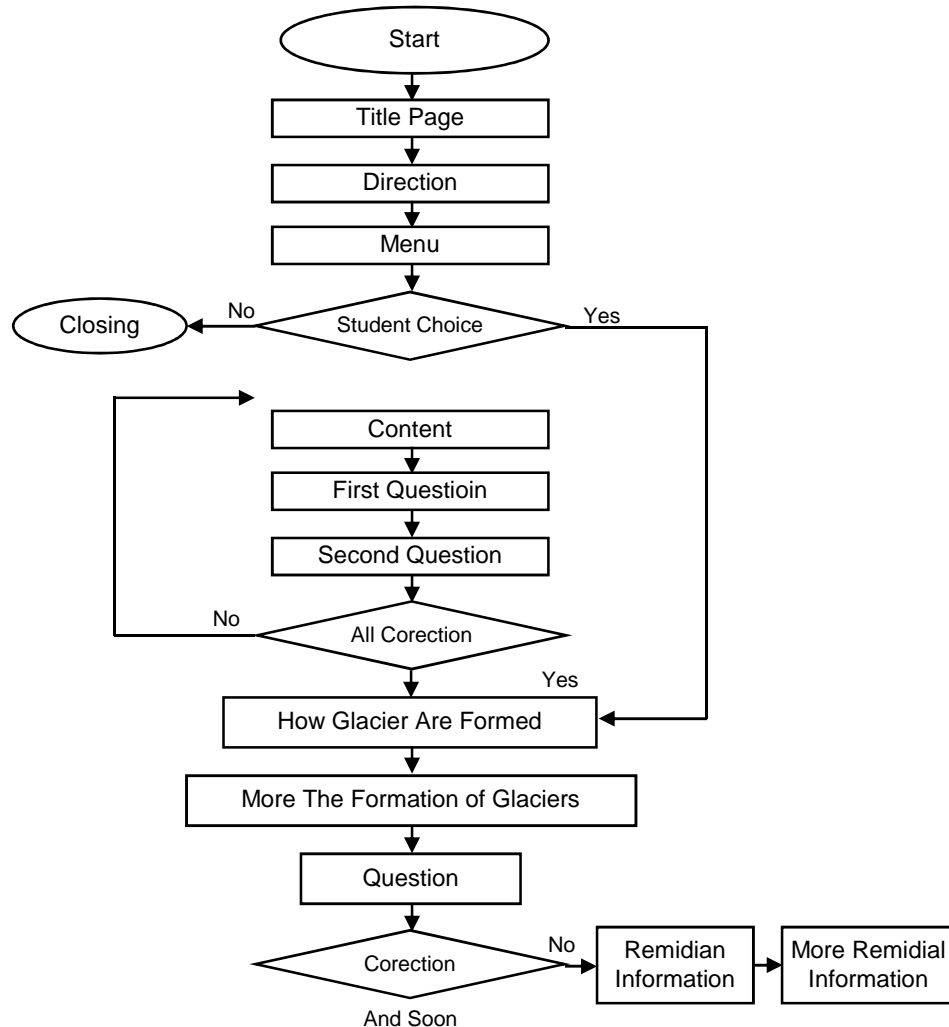 Start
Title Page
Direction
Menu
No
Student Choice
Yes
Closing
Content
First Questioin
Second Question
No
All Corection
Yes
How Glacier Are Formed
More The Formation of Glaciers
Question
Corection
No
Remidian
Information
More Remidial
Information
And Soon